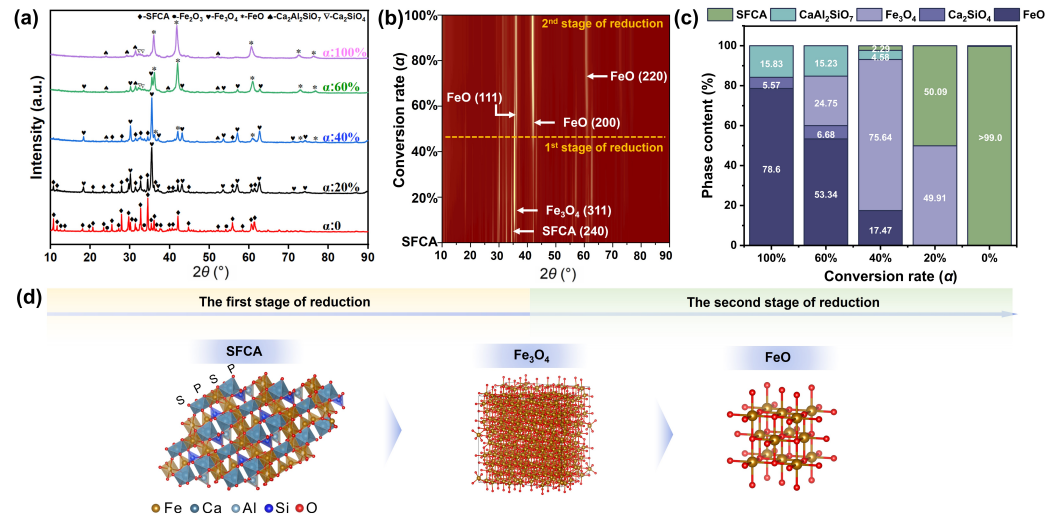 (a)
♦-SFCA ●-Fe2O3 ♥-Fe3O4 *-FeO ♠-Ca2Al2SiO7 ▽-Ca2SiO4
Intensity (a.u.)
α:100%
α:60%
α:40%
α:20%
α:0
10 20 30 40 50 60 70 80 90
2θ (°)
(b)
Conversion rate (α)
100%
80%
60%
40%
20%
SFCA
2nd stage of reduction
FeO (220)
FeO (111)
FeO (200)
1st stage of reduction
Fe3O4 (311)
SFCA (240)
10 20 30 40 50 60 70 80 90
2θ (°)
(c)
SFCA CaAl2SiO7 Fe3O4 Ca2SiO4 FeO
Phase content (%)
100
80
60
40
20
0
15.83
5.57
78.6
15.23
24.75
6.68
53.34
2.29
4.58
75.64
17.47
50.09
49.91
>99.0
100% 60% 40% 20% 0%
Conversion rate (α)
(d)
The first stage of reduction
The second stage of reduction
SFCA
Fe3O4
FeO
S P S P
Fe Ca Al Si O